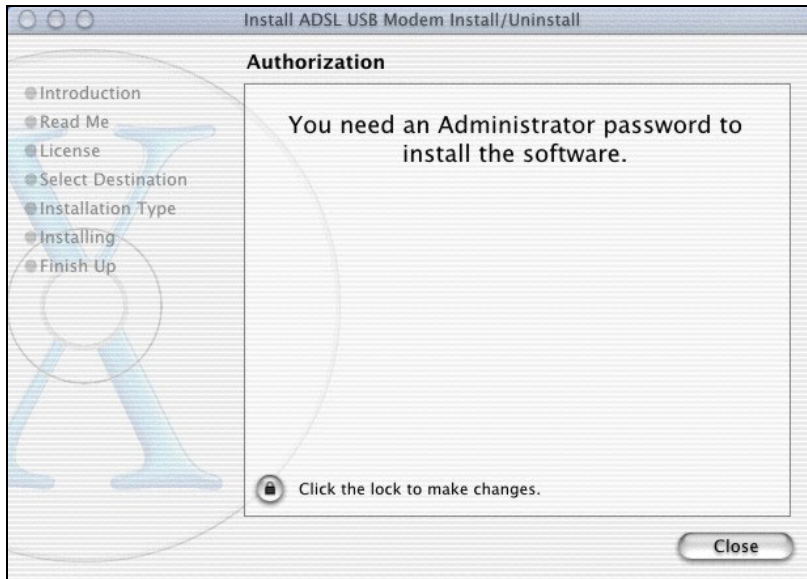 Install ADSL USB Modem Install/Uninstall
Authorization
Introduction
Read Me
License
Select Destination
Installation Type
Installing
Finish Up
You need an Administrator password to
install the software.
Click the lock to make changes.
Close